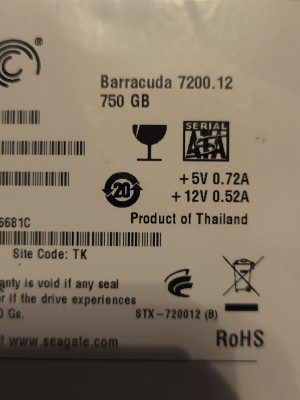 ®
Barracuda 7200.12
750 GB
SERIAL
ATA
20
+5V 0.72A
+12V 0.52A
6681C
Product of Thailand
Site Code: TK
anty is void if any seal
r if the drive experiences
0 Gs.
STX-720012 (B)
www.seagate.com
RoHS